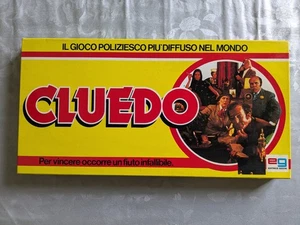 IL GIOCO POLIZIESCO PIU' DIFFUSO NEL MONDO
CLUEDO
Per vincere occorre un fiuto infallibile.
eg